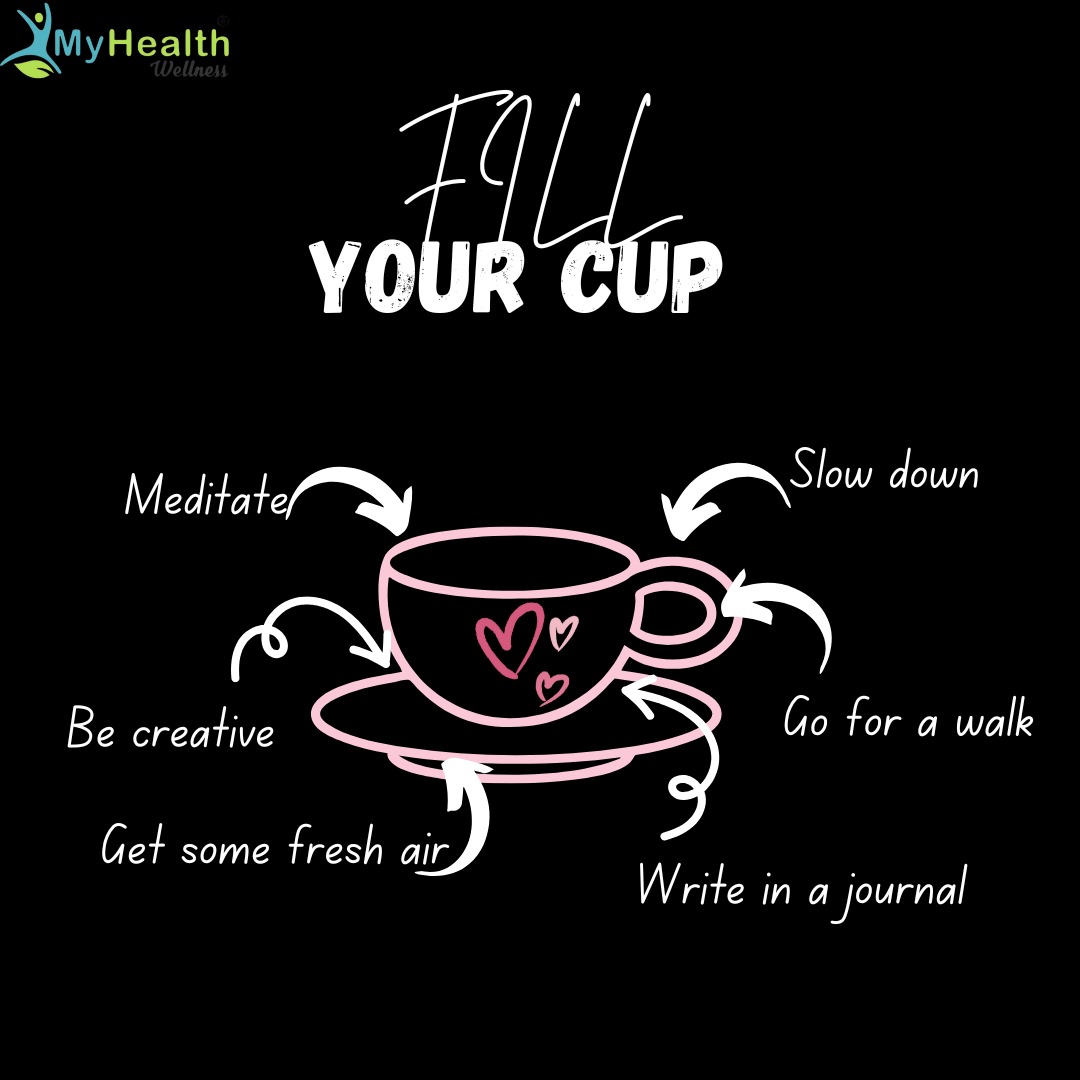 MyHealth®
Wellness
FILL
YOUR CUP
Meditate
Slow down
Be creative
Go for a walk
Get some fresh air
Write in a journal